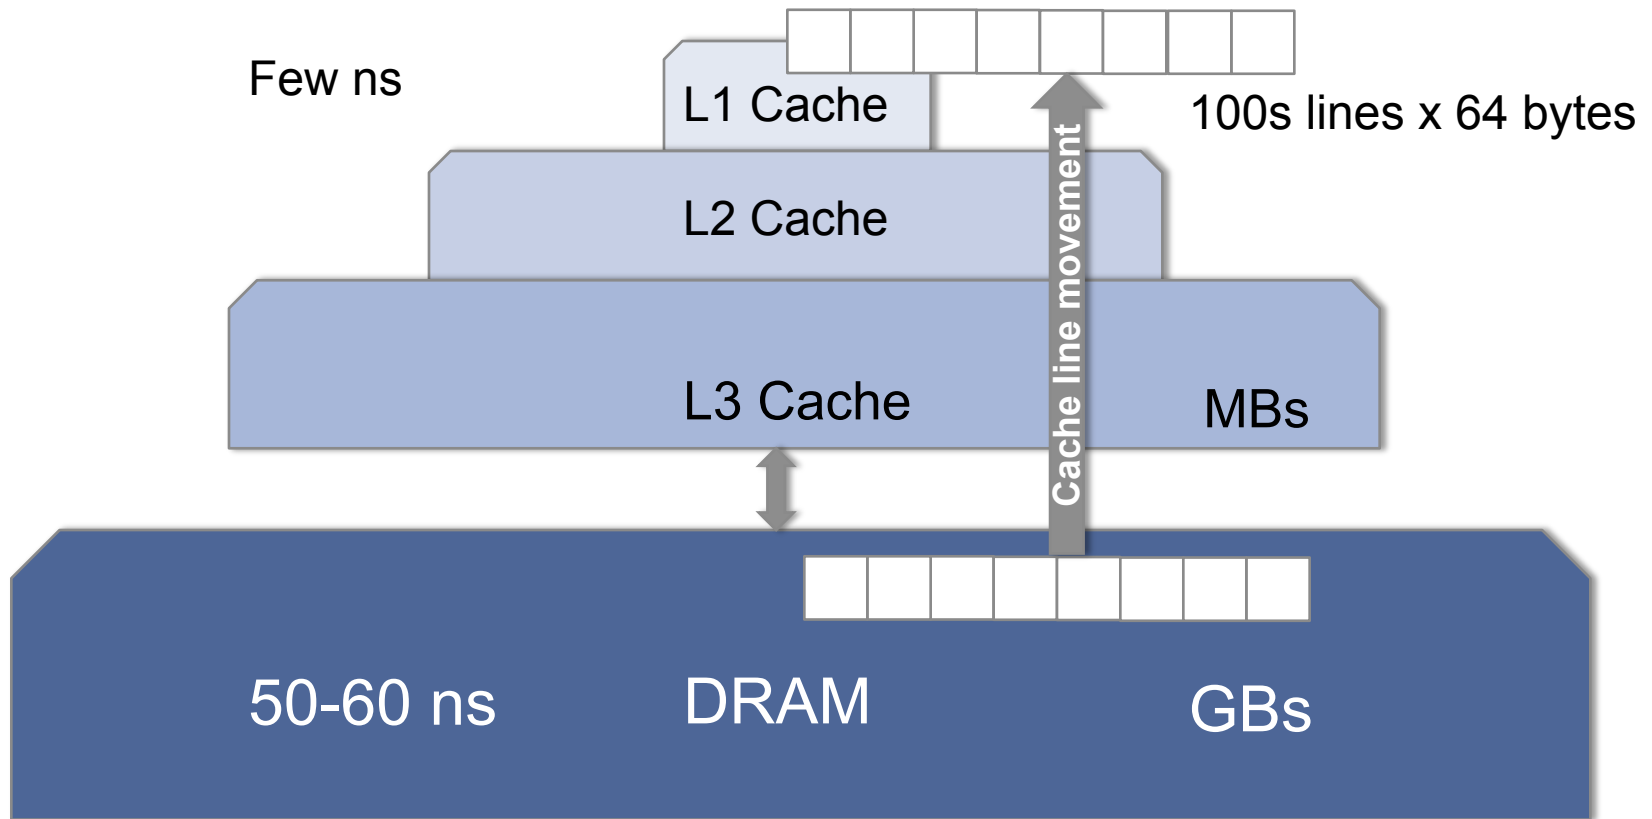 Few ns
L1 Cache
100s lines x 64 bytes
L2 Cache
Cache line movement
L3 Cache
MBs
50-60 ns
DRAM
GBs